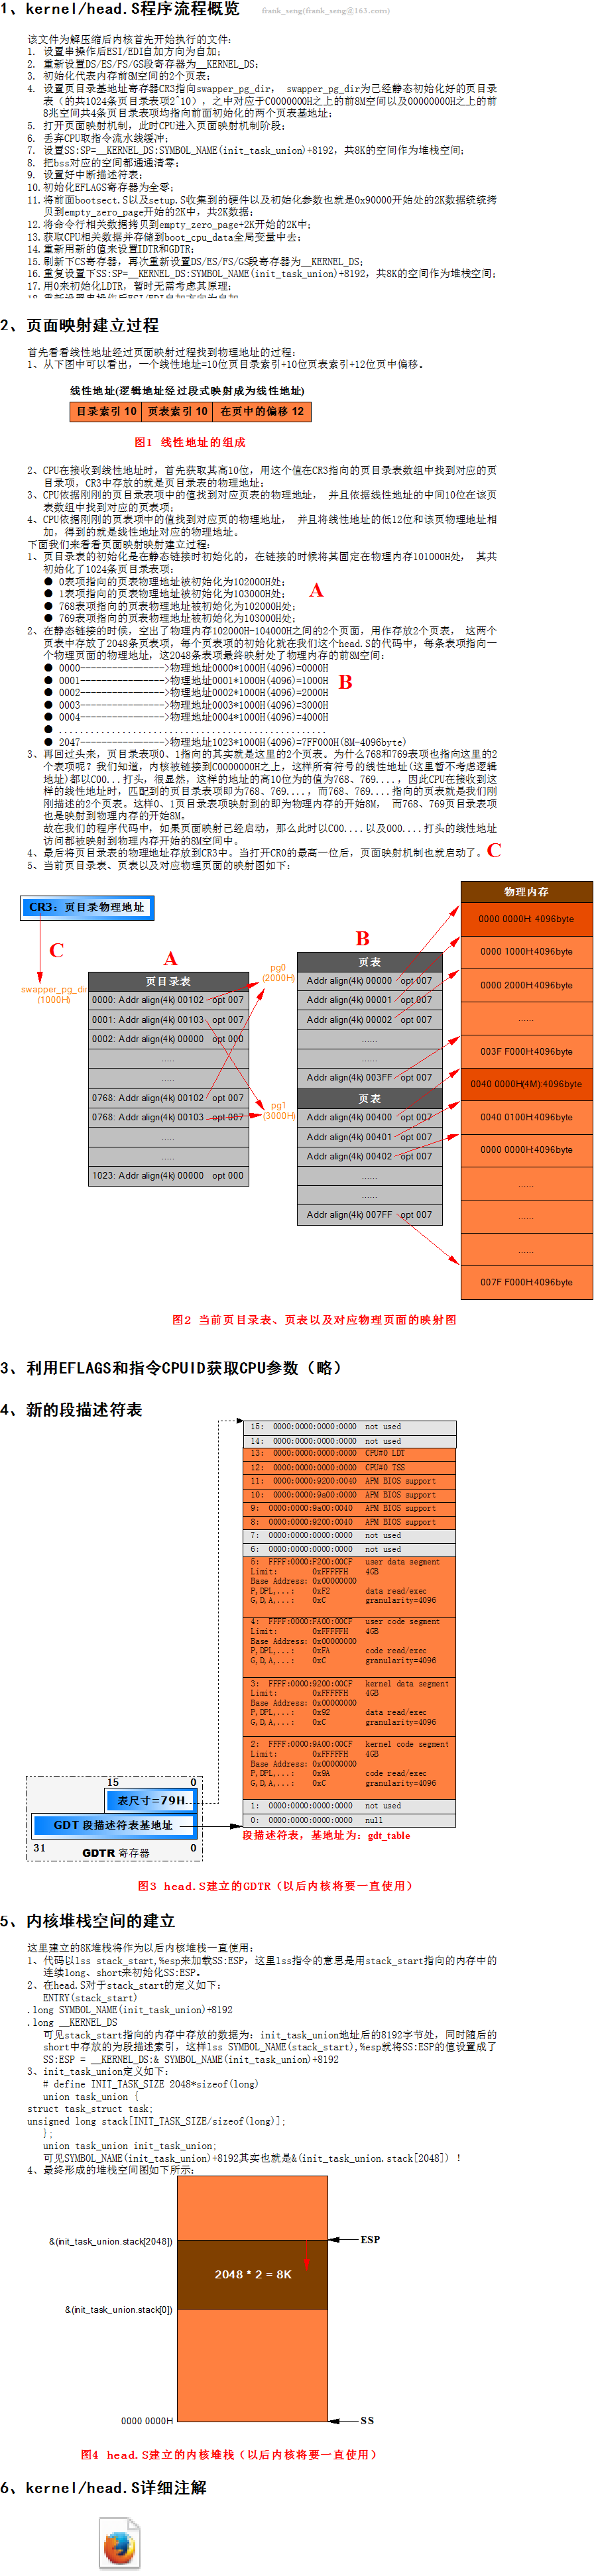 1、kernel/head.S程序流程概览 frank_seng(frank_seng@163.com)
该文件为解压缩后内核首先开始执行的文件:
1. 设置串操作后ESI/EDI自加方向为自加;
2. 重新设置DS/ES/FS/GS段寄存器为__KERNEL_DS;
3. 初始化代表内存前8M空间的2个页表;
4. 设置页目录基地址寄存器CR3指向swapper_pg_dir, swapper_pg_dir为已经静态初始化好的页目录
表(的共1024条页目录表项2^10),之中对应于C0000000H之上的前8M空间以及00000000H之上的前
8兆空间共4条页目录表项均指向前面初始化的两个页表基地址;
5. 打开页面映射机制,此时CPU进入页面映射机制阶段;
6. 丢弃CPU取指令流水线缓冲;
7. 设置SS:SP=__KERNEL_DS:SYMBOL_NAME(init_task_union)+8192,共8K的空间作为堆栈空间;
8. 把bss对应的空间都通通清零;
9. 设置好中断描述符表;
10.初始化EFLAGS寄存器为全零;
11.将前面bootsect.S以及setup.S收集到的硬件以及初始化参数也就是0x90000开始处的2K数据统统拷
贝到empty_zero_page开始的2K中,共2K数据;
12.将命令行相关数据拷贝到empty_zero_page+2K开始的2K中;
13.获取CPU相关数据并存储到boot_cpu_data全局变量中去;
14.重新用新的值来设置IDTR和GDTR;
15.刷新下CS寄存器,再次重新设置DS/ES/FS/GS段寄存器为__KERNEL_DS;
16.重复设置下SS:SP=__KERNEL_DS:SYMBOL_NAME(init_task_union)+8192,共8K的空间作为堆栈空间;
17.用0来初始化LDTR,暂时无需考虑其原理;
18.重新设置串操作后ESI/EDI自加方向为自加
2、页面映射建立过程
首先看看线性地址经过页面映射过程找到物理地址的过程:
1、从下图中可以看出,一个线性地址=10位目录索引+10位页表索引+12位页中偏移。
线性地址(逻辑地址经过段式映射成为线性地址)
目录索引 10 页表索引 10 在页中的偏移 12
图1 线性地址的组成
2、CPU在接收到线性地址时,首先获取其高10位,用这个值在CR3指向的页目录表数组中找到对应的页
目录项,CR3中存放的就是页目录表的物理地址;
3、CPU依据刚刚的页目录表项中的值找到对应页表的物理地址, 并且依据线性地址的中间10位在该页
表数组中找到对应的页表项;
4、CPU依据刚刚的页表项中的值找到对应页的物理地址, 并且将线性地址的低12位和该页物理地址相
加,得到的就是线性地址对应的物理地址。
下面我们来看看页面映射映射建立过程:
1、页目录表的初始化是在静态链接时初始化的,在链接的时候将其固定在物理内存101000H处, 其共
初始化了1024条页目录表项;
● 0表项指向的页表物理地址被初始化为102000H处;
● 1表项指向的页表物理地址被初始化为103000H处;
● 768表项指向的页表物理地址被初始化为102000H处;
● 769表项指向的页表物理地址被初始化为103000H处;
A
2、在静态链接的时候,空出了物理内存102000H-104000H之间的2个页面,用作存放2个页表, 这两个
页表中存放了2048条页表项,每个页表项的初始化就在我们这个head.S的代码中,每条表项指向一
个物理页面的物理地址,这2048条表项最终映射处了物理内存的前8M空间:
● 0000---------------->物理地址0000*1000H(4096)=0000H
● 0001---------------->物理地址0001*1000H(4096)=1000H
● 0002---------------->物理地址0002*1000H(4096)=2000H
● 0003---------------->物理地址0003*1000H(4096)=3000H
● 0004---------------->物理地址0004*1000H(4096)=4000H
● ..................................................
● 2047---------------->物理地址1023*1000H(4096)=7FF000H(8M-4096byte)
B
3、再回过头来,页目录表项0、1指向的其实就是这里的2个页表。为什么768和769表项也指向这里的2
个表项呢?我们知道,内核被链接到C0000000H之上,这样所有符号的线性地址(这里暂不考虑逻辑
地址)都以C00...打头,很显然,这样的地址的高10位为的值为768、769....,因此CPU在接收到这
样的线性地址时,匹配到的页目录表项即为768、769....,而768、769....指向的页表就是我们刚
刚描述的2个页表。这样0、1页目录表项映射到的即为物理内存的开始8M, 而768、769页目录表项
也是映射到物理内存的开始8M。
故在我们的程序代码中,如果页面映射已经启动,那么此时以C00....以及000....打头的线性地址
访问都被映射到物理内存开始的8M空间中。
4、最后将页目录表的物理地址存放到CR3中。当打开CR0的最高一位后,页面映射机制也就启动了。
C
5、当前页目录表、页表以及对应物理页面的映射图如下:
CR3: 页目录物理地址
C
swapper_pg_dir
(1000H)
A
页目录表
0000: Addr align(4k) 00102 opt 007
0001: Addr align(4k) 00103 opt 007
0002: Addr align(4k) 00000 opt 000
.....
.....
0768: Addr align(4k) 00102 opt 007
0768: Addr align(4k) 00103 opt 007
.....
.....
1023: Addr align(4k) 00000 opt 000
pg0
(2000H)
pg1
(3000H)
B
页表
Addr align(4k) 00000 opt 007
Addr align(4k) 00001 opt 007
Addr align(4k) 00002 opt 007
......
......
Addr align(4k) 003FF opt 007
页表
Addr align(4k) 00400 opt 007
Addr align(4k) 00401 opt 007
Addr align(4k) 00402 opt 007
......
......
Addr align(4k) 007FF opt 007
物理内存
0000 0000H: 4096byte
0000 1000H:4096byte
0000 2000H:4096byte
......
003F F000H:4096byte
0040 0000H(4M):4096byte
0040 0100H:4096byte
0000 0000H:4096byte
......
......
......
007F F000H:4096byte
图2 当前页目录表、页表以及对应物理页面的映射图
3、利用EFLAGS和指令CPUID获取CPU参数(略)
4、新的段描述符表
15: 0000:0000:0000:0000 not used
14: 0000:0000:0000:0000 not used
13: 0000:0000:0000:0000 CPU#0 LDT
12: 0000:0000:0000:0000 CPU#0 TSS
11: 0000:0000:9200:0040 APM BIOS support
10: 0000:0000:9a00:0000 APM BIOS support
9: 0000:0000:9a00:0040 APM BIOS support
8: 0000:0000:9200:0040 APM BIOS support
7: 0000:0000:0000:0000 not used
6: 0000:0000:0000:0000 not used
5: FFFF:0000:F200:00CF user data segment
Limit: 0xFFFFFH 4GB
Base Address: 0x00000000
P,DPL,...: 0xF2 data read/exec
G,D,A,...: 0xC granularity=4096
4: FFFF:0000:FA00:00CF user code segment
Limit: 0xFFFFFH 4GB
Base Address: 0x00000000
P,DPL,...: 0xFA code read/exec
G,D,A,...: 0xC granularity=4096
3: FFFF:0000:9200:00CF kernel data segment
Limit: 0xFFFFFH 4GB
Base Address: 0x00000000
P,DPL,...: 0x92 data read/exec
G,D,A,...: 0xC granularity=4096
2: FFFF:0000:9A00:00CF kernel code segment
Limit: 0xFFFFFH 4GB
Base Address: 0x00000000
P,DPL,...: 0x9A code read/exec
G,D,A,...: 0xC granularity=4096
1: 0000:0000:0000:0000 not used
0: 0000:0000:0000:0000 null
15 0
表尺寸=79H
GDT 段描述符表基地址
31 0
GDTR 寄存器
段描述符表,基地址为: gdt_table
图3 head.S建立的GDTR(以后内核将要一直使用)
5、内核堆栈空间的建立
这里建立的8K堆栈将作为以后内核堆栈一直使用:
1、代码以lss stack_start,%esp来加载SS:ESP,这里lss指令的意思是用stack_start指向的内存中的
连续long、short来初始化SS:ESP。
2、在head.S对于stack_start的定义如下:
ENTRY(stack_start)
.long SYMBOL_NAME(init_task_union)+8192
.long __KERNEL_DS
可见stack_start指向的内存中存放的数据为: init_task_union地址后的8192字节处,同时随后的
short中存放的为段描述索引,这样lss SYMBOL_NAME(stack_start),%esp就将SS:ESP的值设置成了
SS:ESP = __KERNEL_DS:& SYMBOL_NAME(init_task_union)+8192
3、init_task_union定义如下:
# define INIT_TASK_SIZE 2048*sizeof(long)
union task_union {
struct task_struct task;
unsigned long stack[INIT_TASK_SIZE/sizeof(long)];
};
union task_union init_task_union;
可见SYMBOL_NAME(init_task_union)+8192其实也就是&(init_task_union.stack[2048]) !
4、最终形成的堆栈空间图如下所示:
&(init_task_union.stack[2048])
ESP
2048 * 2 = 8K
&(init_task_union.stack[0])
0000 0000H
SS
图4 head.S建立的内核堆栈(以后内核将要一直使用)
6、kernel/head.S详细注解